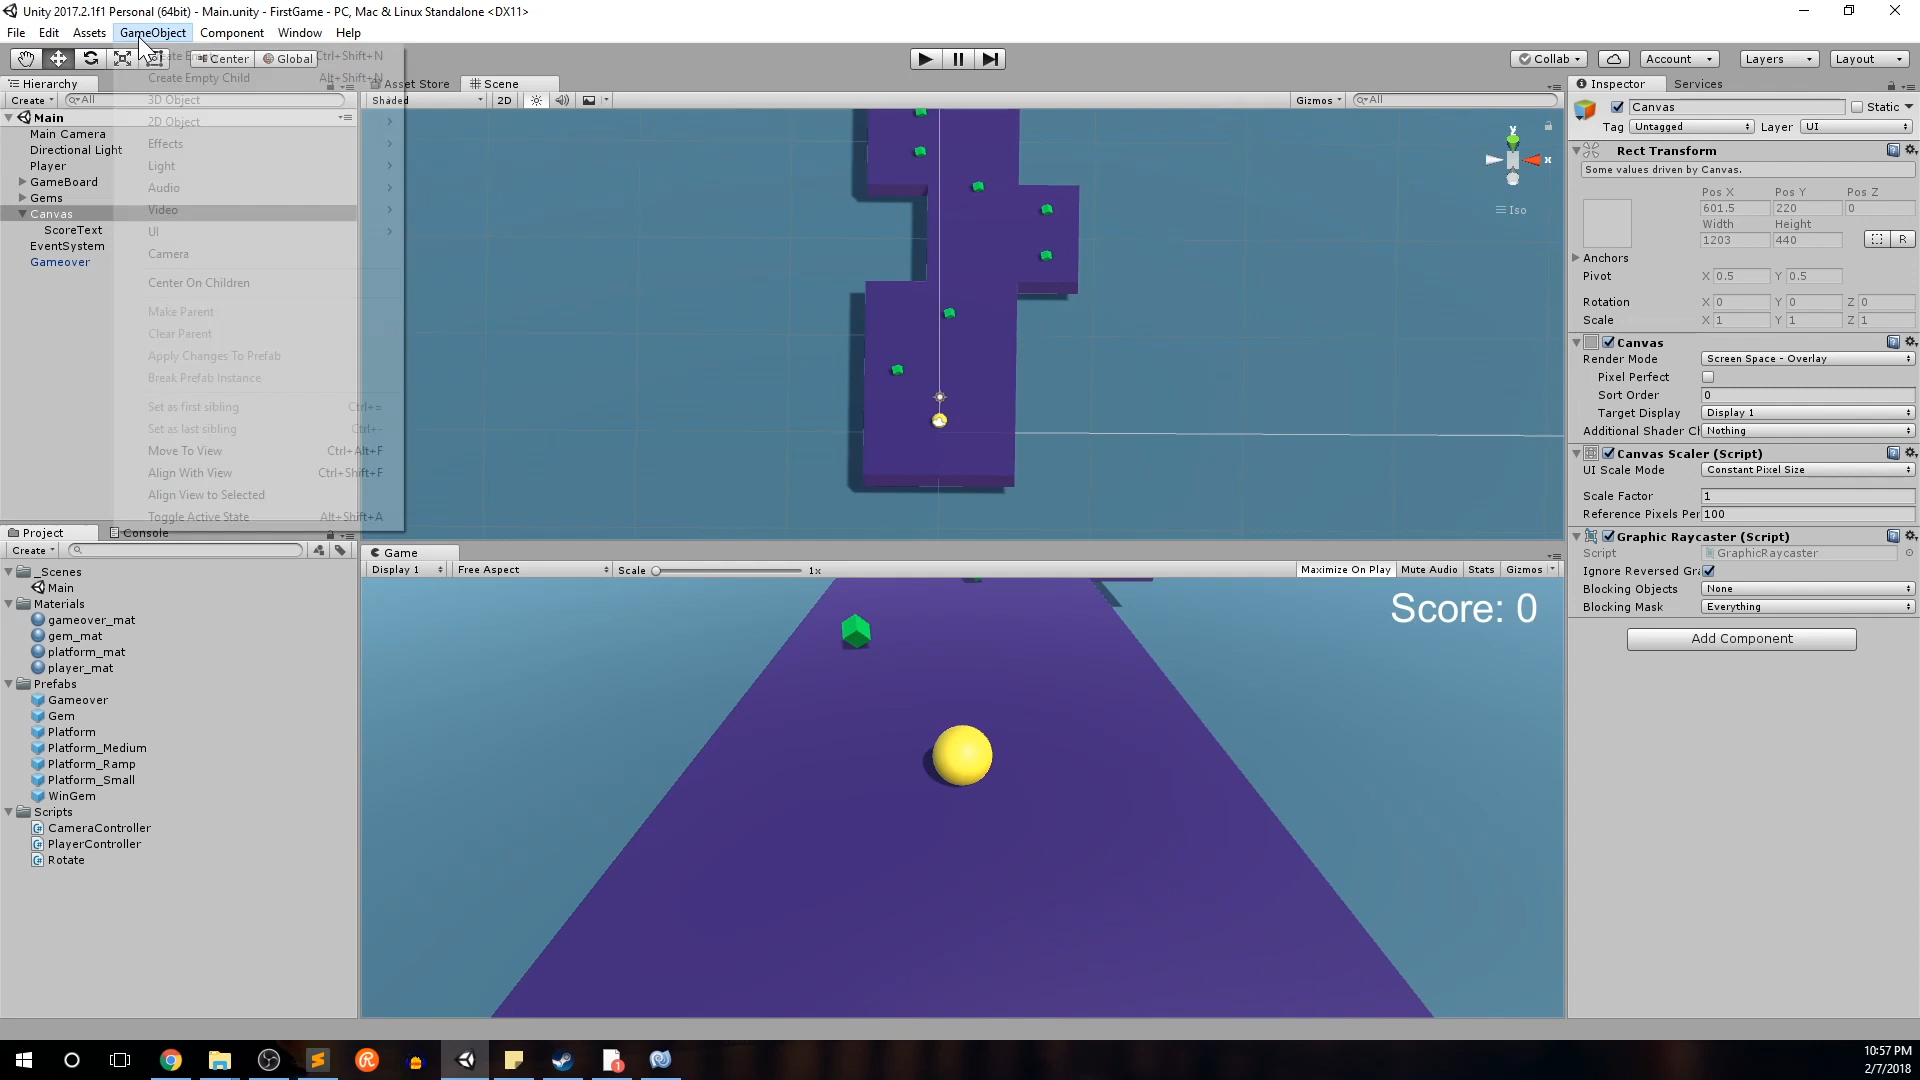 Unity 2017.2.1f1 Personal (64bit) - Main.unity - FirstGame - PC, Mac & Linux Standalone <DX11>
File Edit Assets GameObject Component Window Help
Center Global
Collab Account Layers Layout
Create Empty Ctrl+Shift+N
Create Empty Child Alt+Shift+N
3D Object
2D Object
Effects
Light
Audio
Video
UI
Camera
Center On Children
Make Parent
Clear Parent
Apply Changes To Prefab
Break Prefab Instance
Set as first sibling Ctrl+=
Set as last sibling Ctrl+-
Move To View Ctrl+Alt+F
Align With View Ctrl+Shift+F
Align View to Selected
Toggle Active State Alt+Shift+A
Hierarchy
Create All
Main
Main Camera
Directional Light
Player
GameBoard
Gems
Canvas
ScoreText
EventSystem
Gameover
Asset Store Scene
Shaded 2D Gizmos All
y
x
Iso
Project Console
Create
_Scenes
Main
Materials
gameover_mat
gem_mat
platform_mat
player_mat
Prefabs
Gameover
Gem
Platform
Platform_Medium
Platform_Ramp
Platform_Small
WinGem
Scripts
CameraController
PlayerController
Rotate
Game
Display 1 Free Aspect Scale 1x Maximize On Play Mute Audio Stats Gizmos
Score: 0
Inspector Services
Canvas Static
Tag Untagged Layer UI
Rect Transform
Some values driven by Canvas.
Pos X Pos Y Pos Z
601.5 220 0
Width Height
1203 440 R
Anchors
Pivot X 0.5 Y 0.5
Rotation X 0 Y 0 Z 0
Scale X 1 Y 1 Z 1
Canvas
Render Mode Screen Space - Overlay
Pixel Perfect
Sort Order 0
Target Display Display 1
Additional Shader Ch Nothing
Canvas Scaler (Script)
UI Scale Mode Constant Pixel Size
Scale Factor 1
Reference Pixels Per 100
Graphic Raycaster (Script)
Script GraphicRaycaster
Ignore Reversed Gra
Blocking Objects None
Blocking Mask Everything
Add Component
10:57 PM
2/7/2018